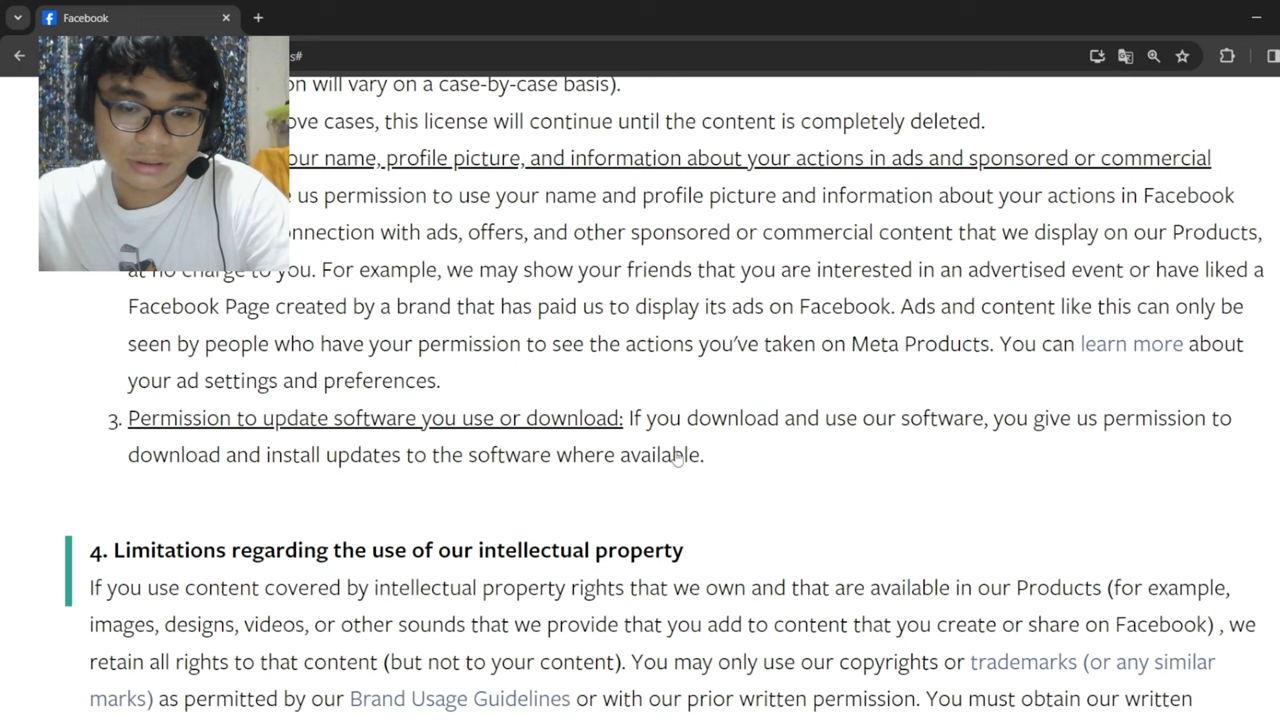 Facebook
s#
on will vary on a case-by-case basis).
ove cases, this license will continue until the content is completely deleted.
our name, profile picture, and information about your actions in ads and sponsored or commercial
us permission to use your name and profile picture and information about your actions in Facebook
nnection with ads, offers, and other sponsored or commercial content that we display on our Products,
at no charge to you. For example, we may show your friends that you are interested in an advertised event or have liked a
Facebook Page created by a brand that has paid us to display its ads on Facebook. Ads and content like this can only be
seen by people who have your permission to see the actions you've taken on Meta Products. You can learn more about
your ad settings and preferences.
3. Permission to update software you use or download: If you download and use our software, you give us permission to
download and install updates to the software where available.
4. Limitations regarding the use of our intellectual property
If you use content covered by intellectual property rights that we own and that are available in our Products (for example,
images, designs, videos, or other sounds that we provide that you add to content that you create or share on Facebook) , we
retain all rights to that content (but not to your content). You may only use our copyrights or trademarks (or any similar
marks) as permitted by our Brand Usage Guidelines or with our prior written permission. You must obtain our written